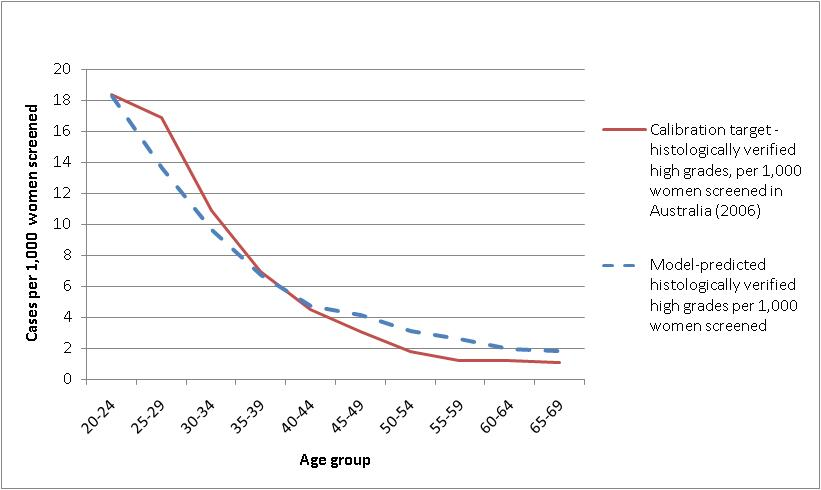 Cases per 1,000 women screened
20
18
16
14
12
10
8
6
4
2
0
20-24
25-29
30-34
35-39
40-44
45-49
50-54
55-59
60-64
65-69
Age group
Calibration target -
histologically verified
high grades, per 1,000
women screened in
Australia (2006)
Model-predicted
histologically verified
high grades per 1,000
women screened